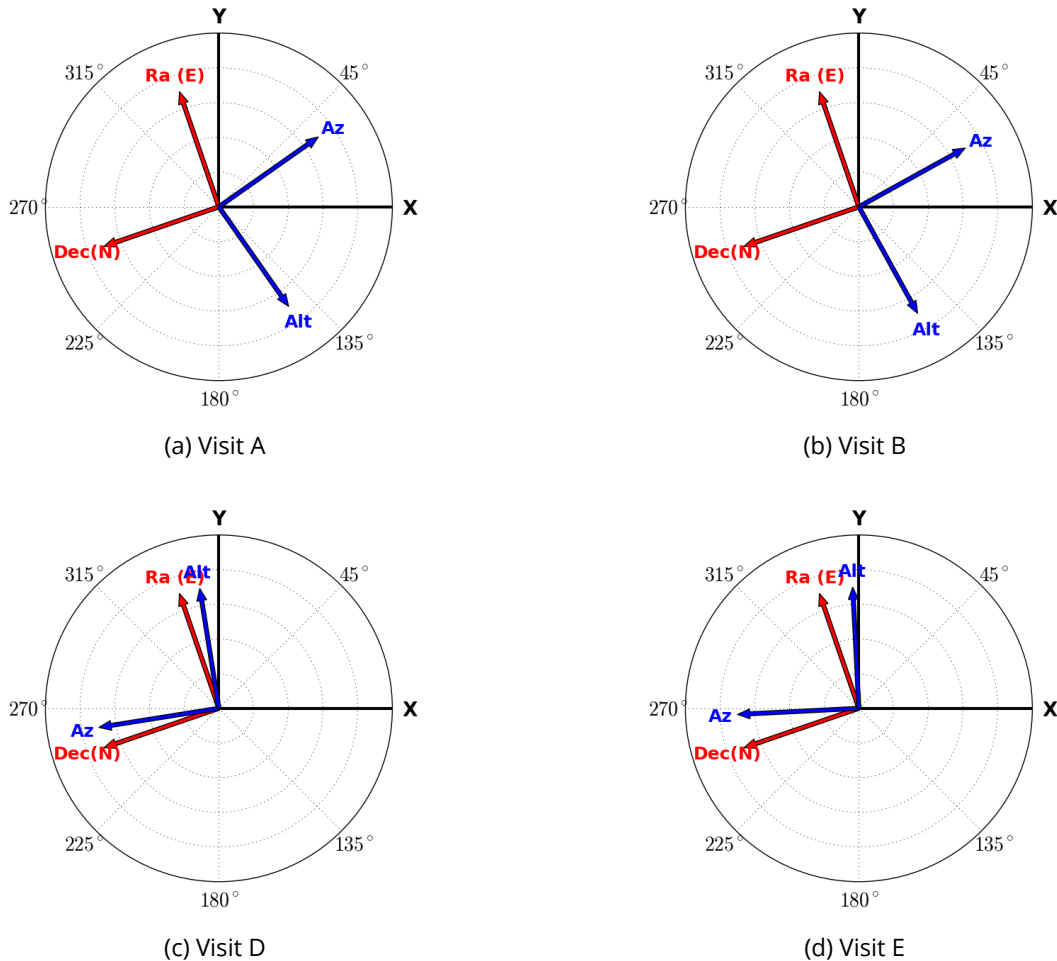 Y
Y
315° Ra (E) 45°
315° Ra (E) 45°
Az
Az
270° X
270° X
Dec(N)
Dec(N)
Alt
Alt
225° 135°
225° 135°
180°
180°
(a) Visit A
(b) Visit B
Y
Y
315° Ra (E) Alt 45°
315° Ra (E) Alt 45°
270° X
270° X
Az
Az
Dec(N)
Dec(N)
225° 135°
225° 135°
180°
180°
(c) Visit D
(d) Visit E